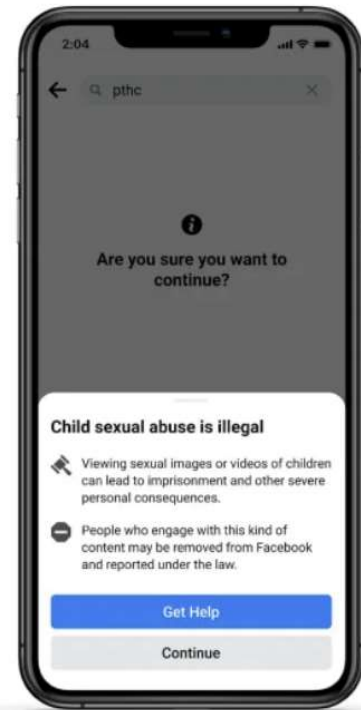 2:04
pthc
Are you sure you want to
continue?
Child sexual abuse is illegal
Viewing sexual images or videos of children
can lead to imprisonment and other severe
personal consequences.
People who engage with this kind of
content may be removed from Facebook
and reported under the law.
Get Help
Continue